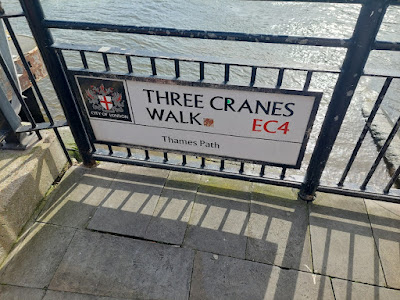 THREE CRANES
WALK
EC4
Thames Path
CITY OF LONDON